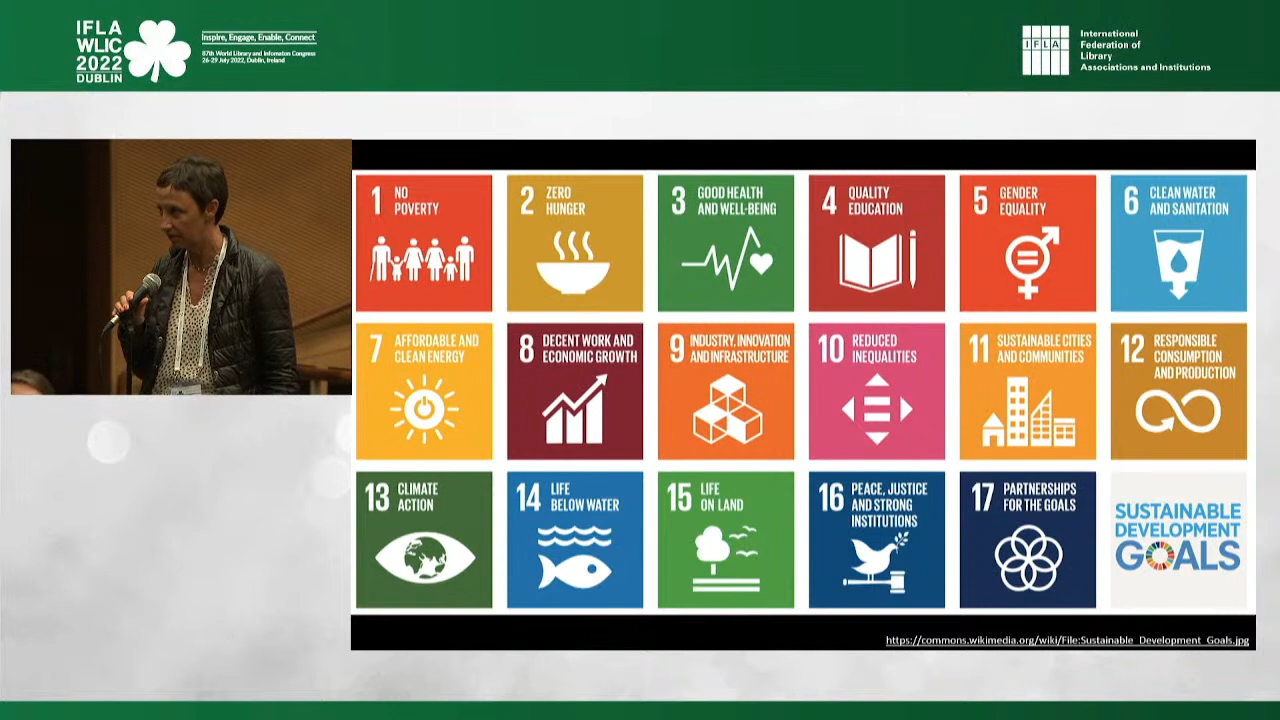 IFLA
WLIC
2022
DUBLIN
Inspire, Engage, Enable, Connect
87th World Library and Infomaton Congress
26-29 July 2022, Dublin, Ireland
IFLA
International
Federation of
Library
Associations and Institutions
1 NO
POVERTY
2 ZERO
HUNGER
3 GOOD HEALTH
AND WELL-BEING
4 QUALITY
EDUCATION
5 GENDER
EQUALITY
6 CLEAN WATER
AND SANITATION
7 AFFORDABLE AND
CLEAN ENERGY
8 DECENT WORK AND
ECONOMIC GROWTH
9 INDUSTRY, INNOVATION
AND INFRASTRUCTURE
10 REDUCED
INEQUALITIES
11 SUSTAINABLE CITIES
AND COMMUNITIES
12 RESPONSIBLE
CONSUMPTION
AND PRODUCTION
13 CLIMATE
ACTION
14 LIFE
BELOW WATER
15 LIFE
ON LAND
16 PEACE, JUSTICE
AND STRONG
INSTITUTIONS
17 PARTNERSHIPS
FOR THE GOALS
SUSTAINABLE
DEVELOPMENT
GOALS
https://commons.wikimedia.org/wiki/File:Sustainable_Development_Goals.jpg